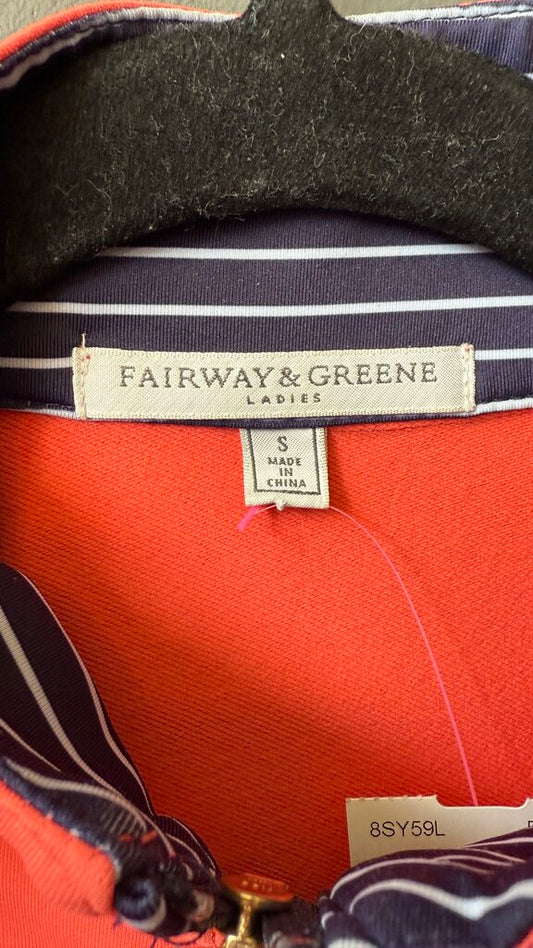 FAIRWAY & GREENE
LADIES
S
MADE
IN
CHINA
8SY59L